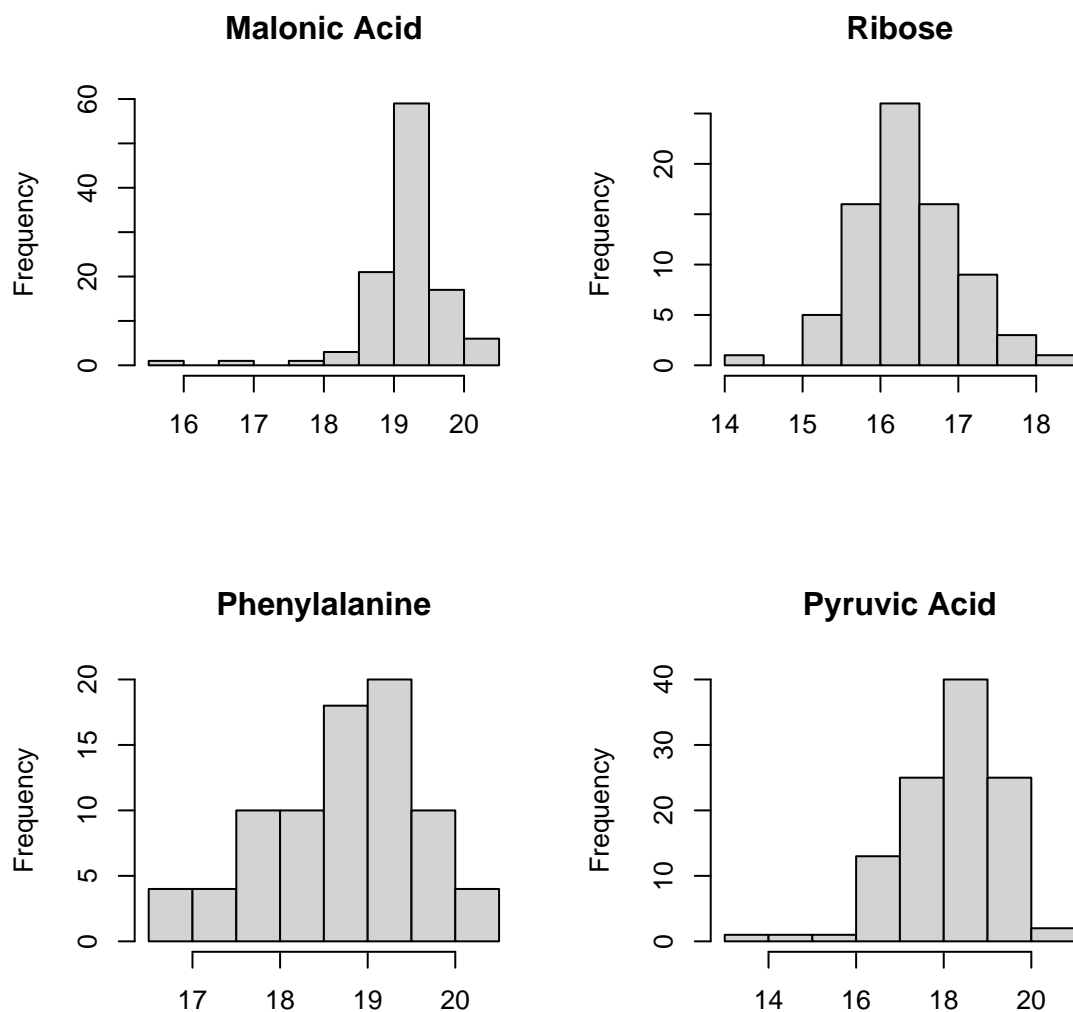 Malonic Acid
Frequency
0
20
40
60
16 17 18 19 20
Ribose
Frequency
0
5
10
20
14 15 16 17 18
Phenylalanine
Frequency
0
5
10
15
20
17 18 19 20
Pyruvic Acid
Frequency
0
10
20
30
40
14 16 18 20